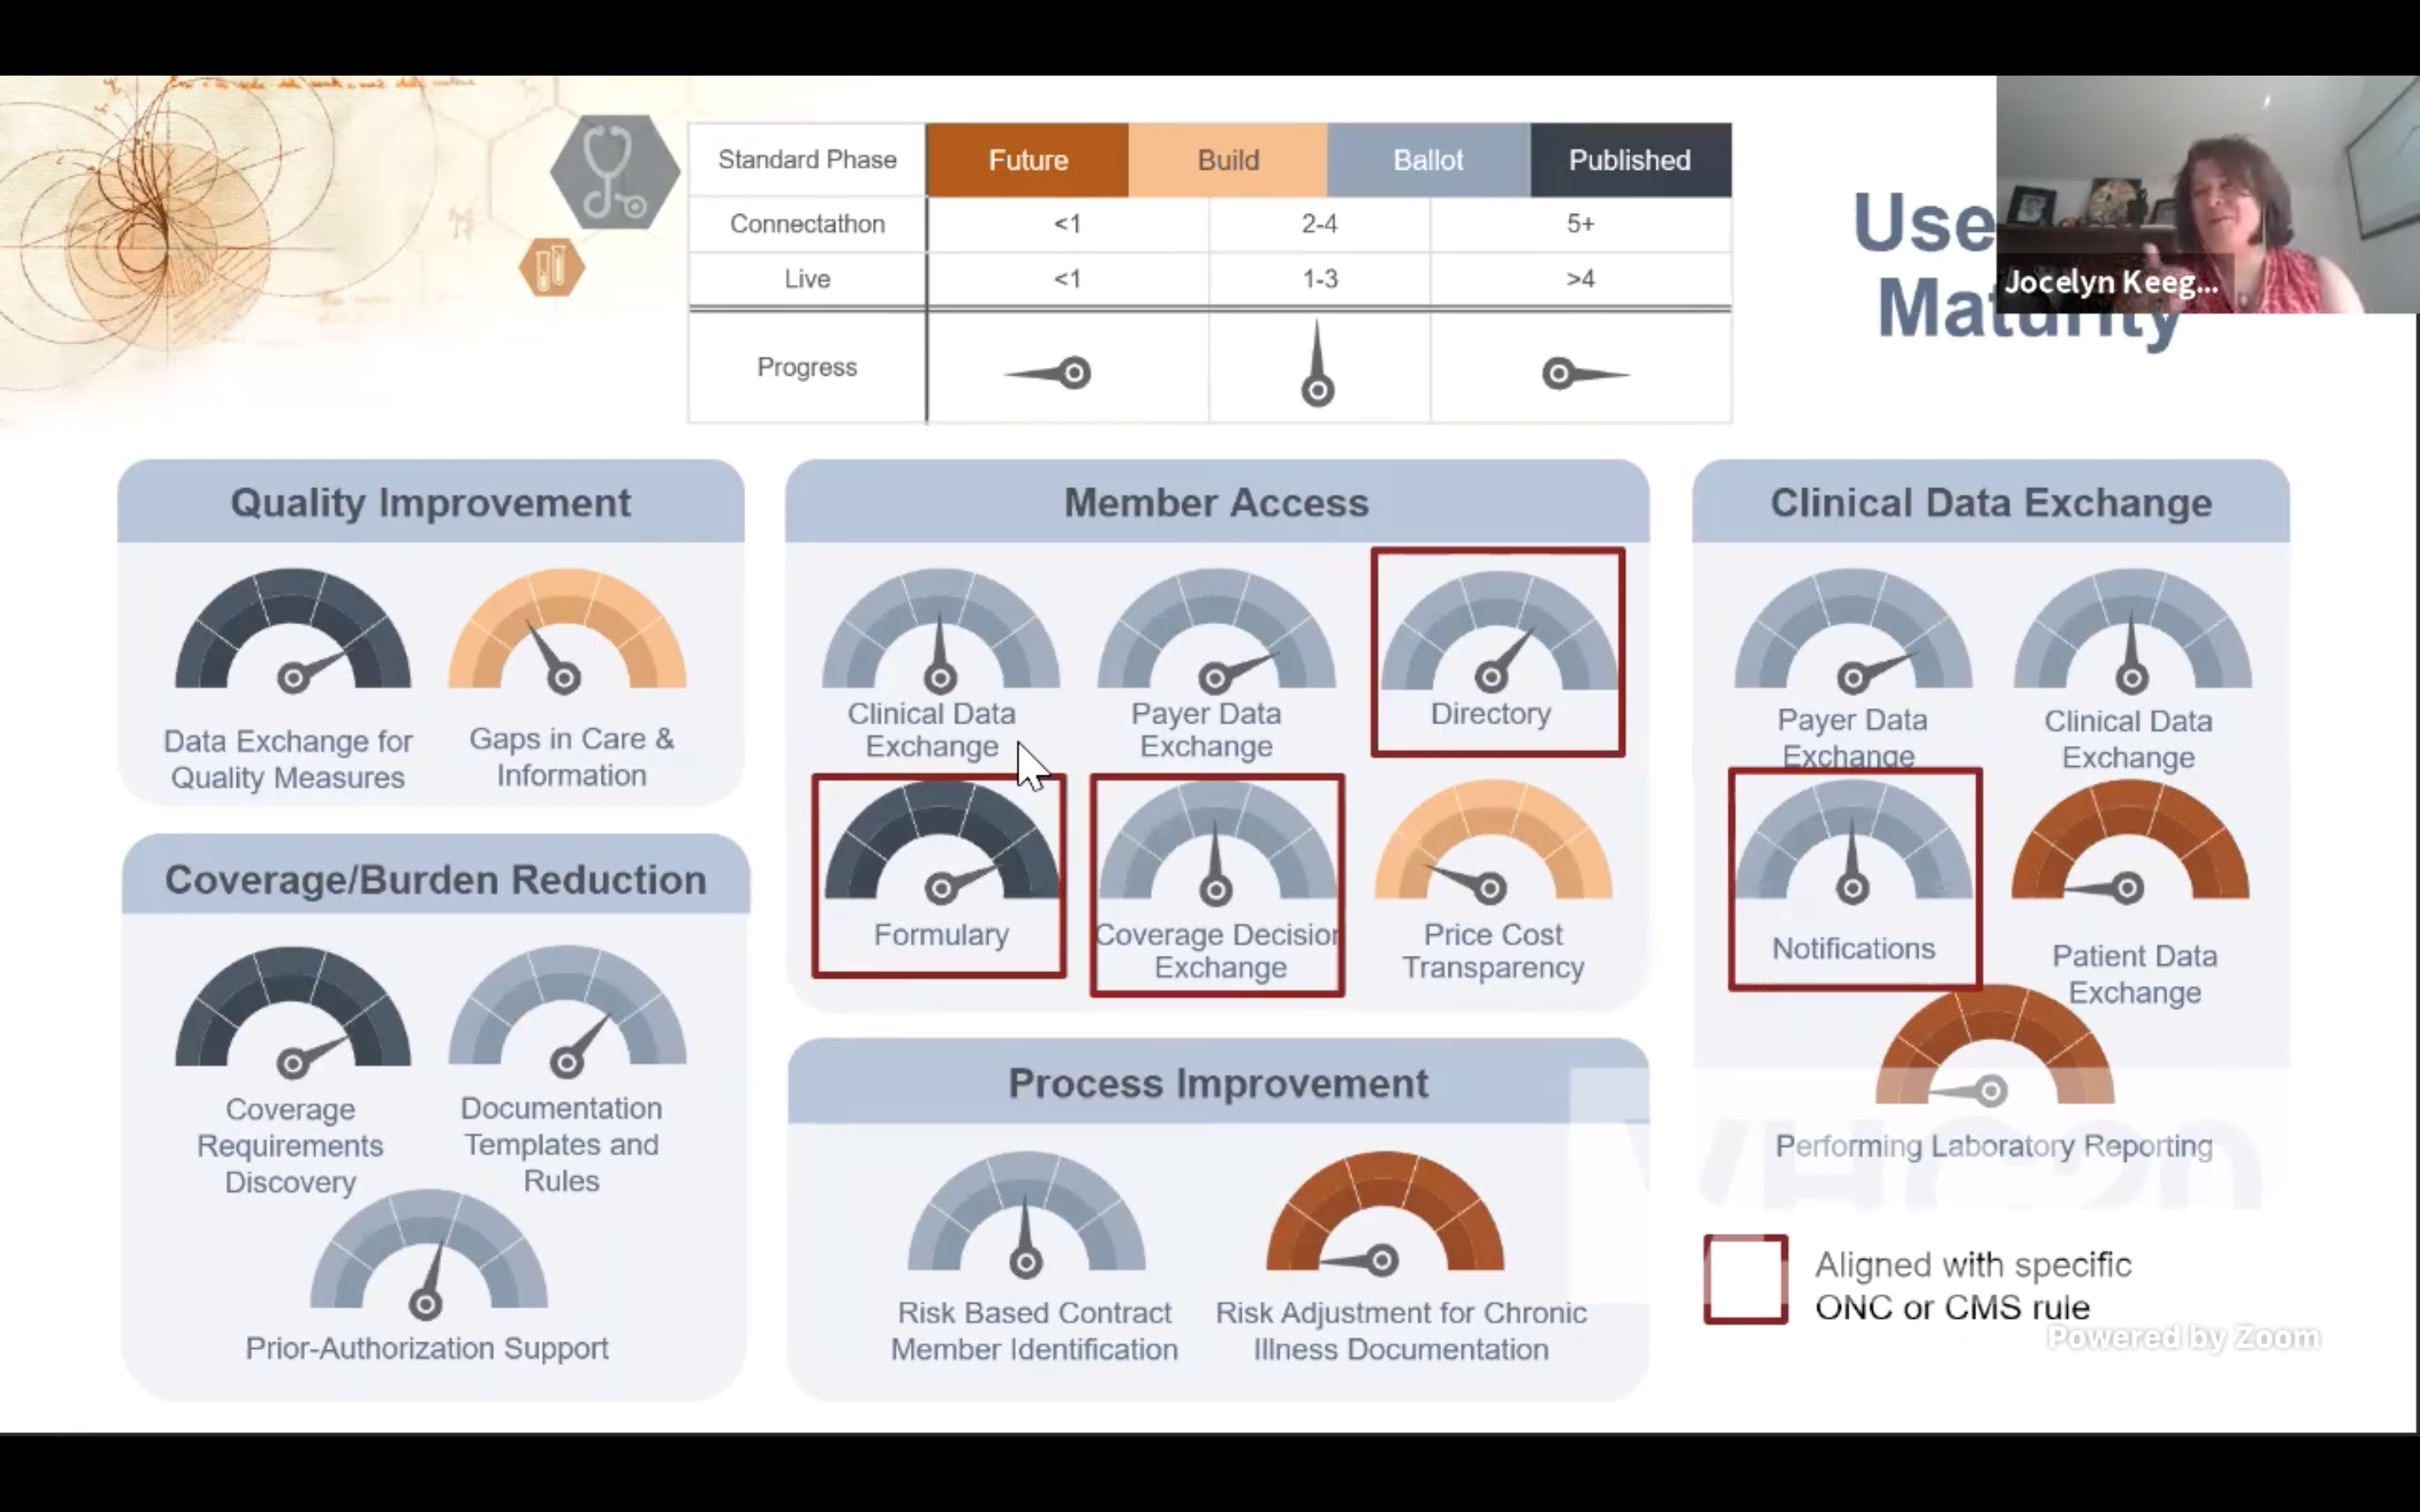 Use
Maturity
Jocelyn Keeg...
Standard Phase Future Build Ballot Published
Connectathon <1 2-4 5+
Live <1 1-3 >4
Progress
Quality Improvement
Data Exchange for
Quality Measures
Gaps in Care &
Information
Coverage/Burden Reduction
Coverage
Requirements
Discovery
Documentation
Templates and
Rules
Prior-Authorization Support
Member Access
Clinical Data
Exchange
Payer Data
Exchange
Directory
Formulary
Coverage Decision
Exchange
Price Cost
Transparency
Process Improvement
Risk Based Contract
Member Identification
Risk Adjustment for Chronic
Illness Documentation
Clinical Data Exchange
Payer Data
Exchange
Clinical Data
Exchange
Notifications
Patient Data
Exchange
Performing Laboratory Reporting
Aligned with specific
ONC or CMS rule
Powered by Zoom